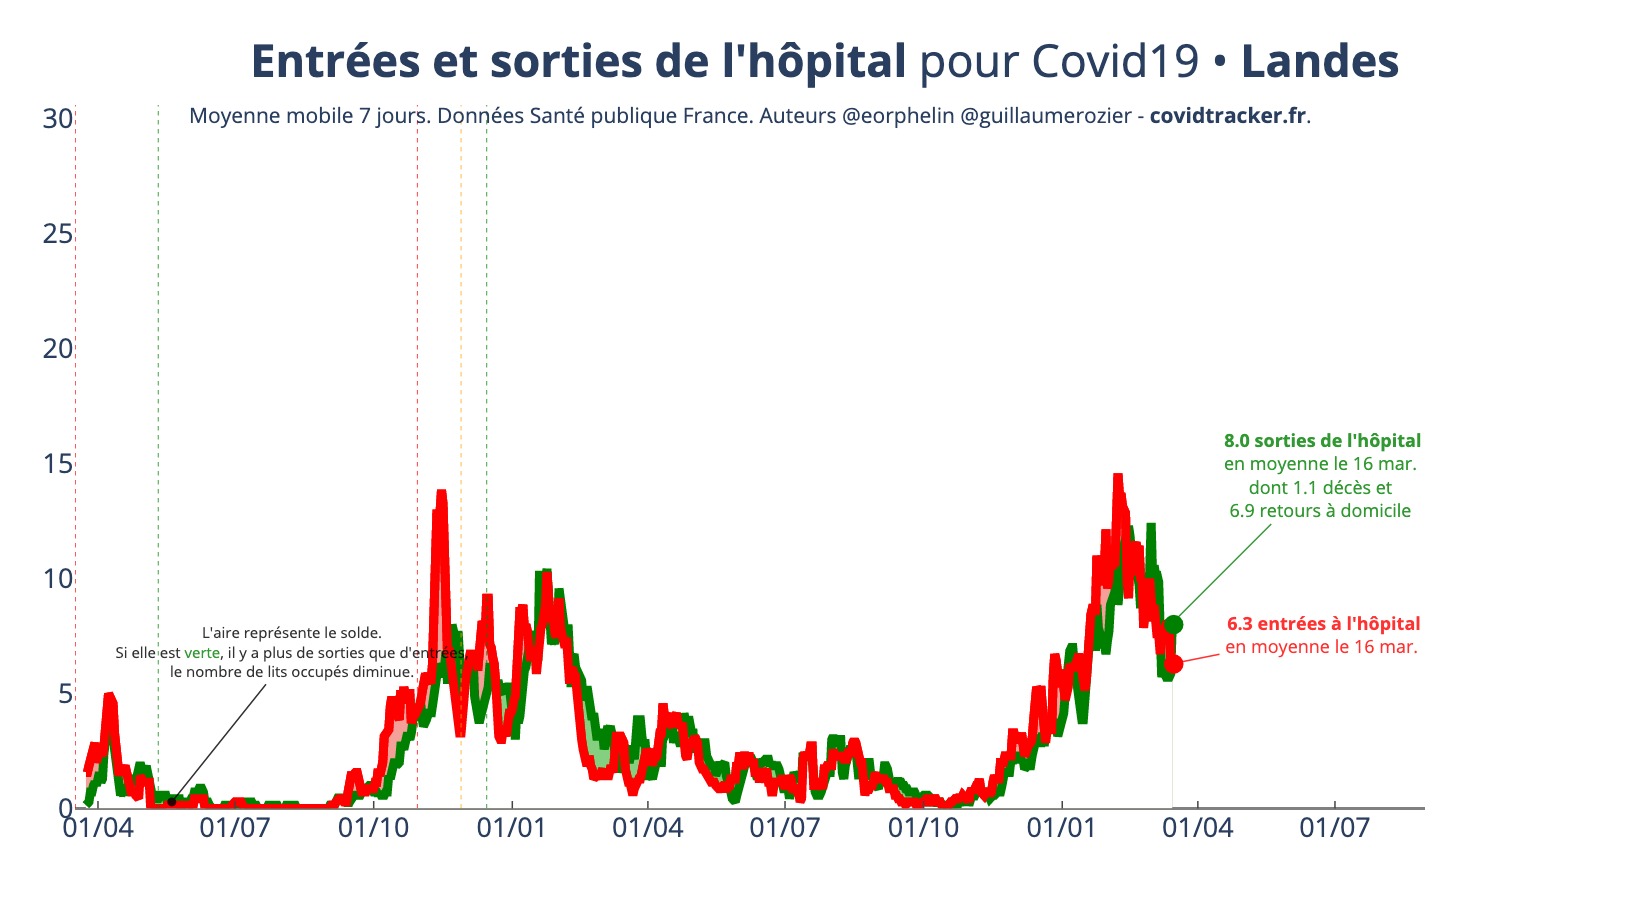 Entrées et sorties de l'hôpital pour Covid19 • Landes
Moyenne mobile 7 jours. Données Santé publique France. Auteurs @eorphelin @guillaumerozier - covidtracker.fr.
30
25
20
15
10
5
0
8.0 sorties de l'hôpital
en moyenne le 16 mar.
dont 1.1 décès et
6.9 retours à domicile
6.3 entrées à l'hôpital
en moyenne le 16 mar.
L'aire représente le solde.
Si elle est verte, il y a plus de sorties que d'entrées,
le nombre de lits occupés diminue.
01/04 01/07 01/10 01/01 01/04 01/07 01/10 01/01 01/04 01/07